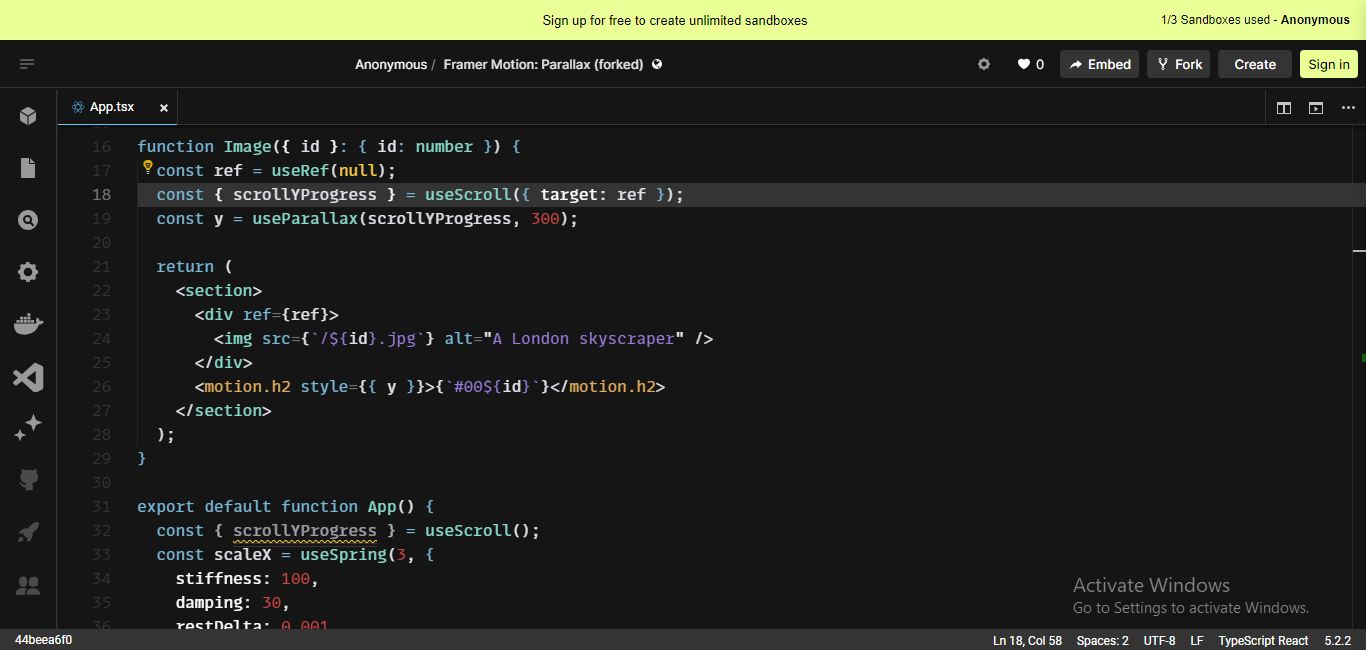 Sign up for free to create unlimited sandboxes
1/3 Sandboxes used - Anonymous
Anonymous / Framer Motion: Parallax (forked)
0
Embed
Fork
Create
Sign in
App.tsx
16 function Image({ id }: { id: number }) {
17 const ref = useRef(null);
18 const { scrollYProgress } = useScroll({ target: ref });
19 const y = useParallax(scrollYProgress, 300);
20
21 return (
22 <section>
23 <div ref={ref}>
24 <img src={`/${id}.jpg`} alt="A London skyscraper" />
25 </div>
26 <motion.h2 style={{ y }}>{`#00${id}`}</motion.h2>
27 </section>
28 );
29 }
30
31 export default function App() {
32 const { scrollYProgress } = useScroll();
33 const scaleX = useSpring(3, {
34 stiffness: 100,
35 damping: 30,
36 restDelta: 0.001
Activate Windows
Go to Settings to activate Windows.
44beea6f0
Ln 18, Col 58 Spaces: 2 UTF-8 LF TypeScript React 5.2.2